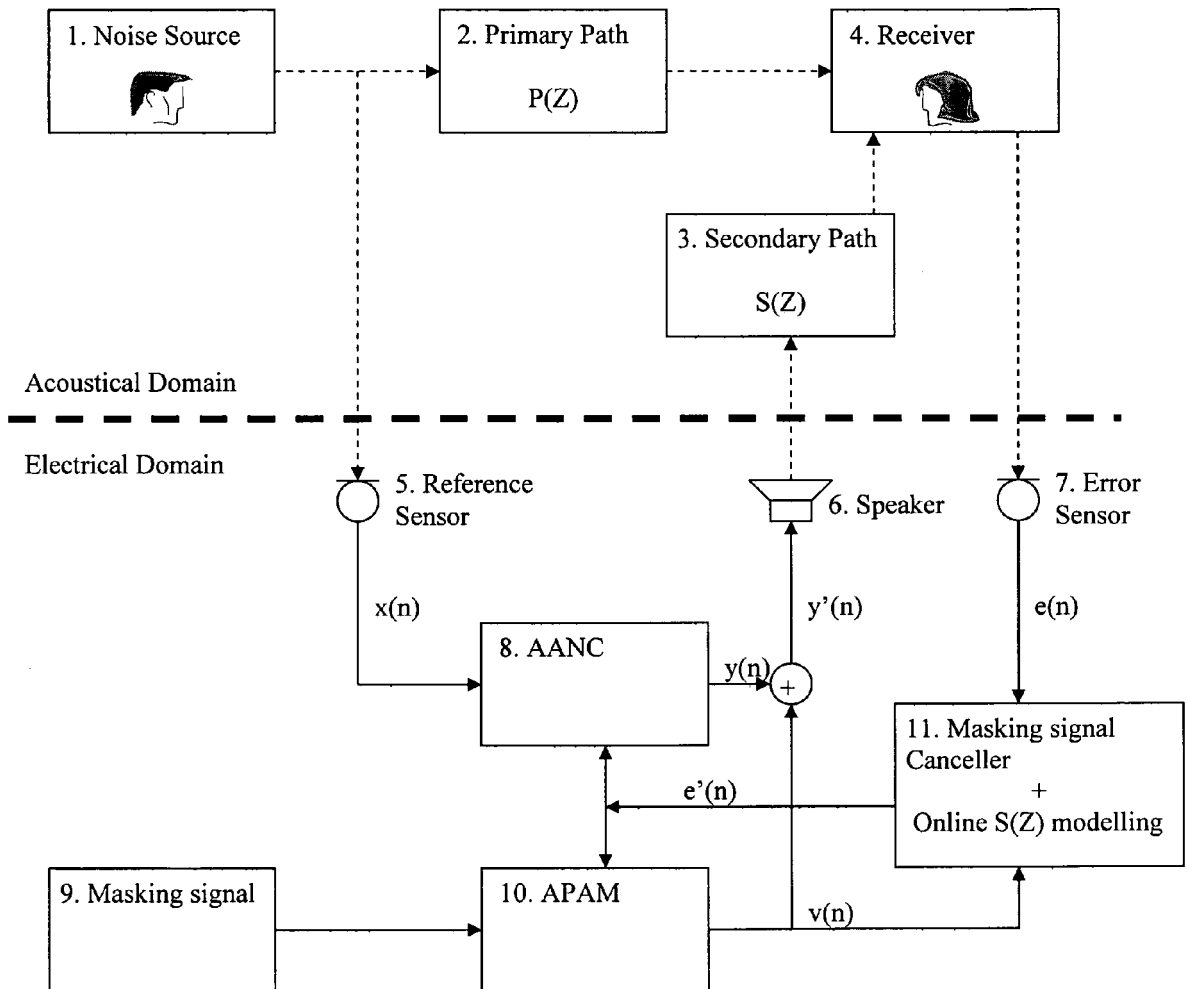 1. Noise Source
2. Primary Path
P(Z)
4. Receiver
3. Secondary Path
S(Z)
Acoustical Domain
Electrical Domain
5. Reference
Sensor
6. Speaker
7. Error
Sensor
x(n)
y'(n)
e(n)
8. AANC
y(n)
+
11. Masking signal
Canceller
+
Online S(Z) modelling
e'(n)
9. Masking signal
10. APAM
v(n)